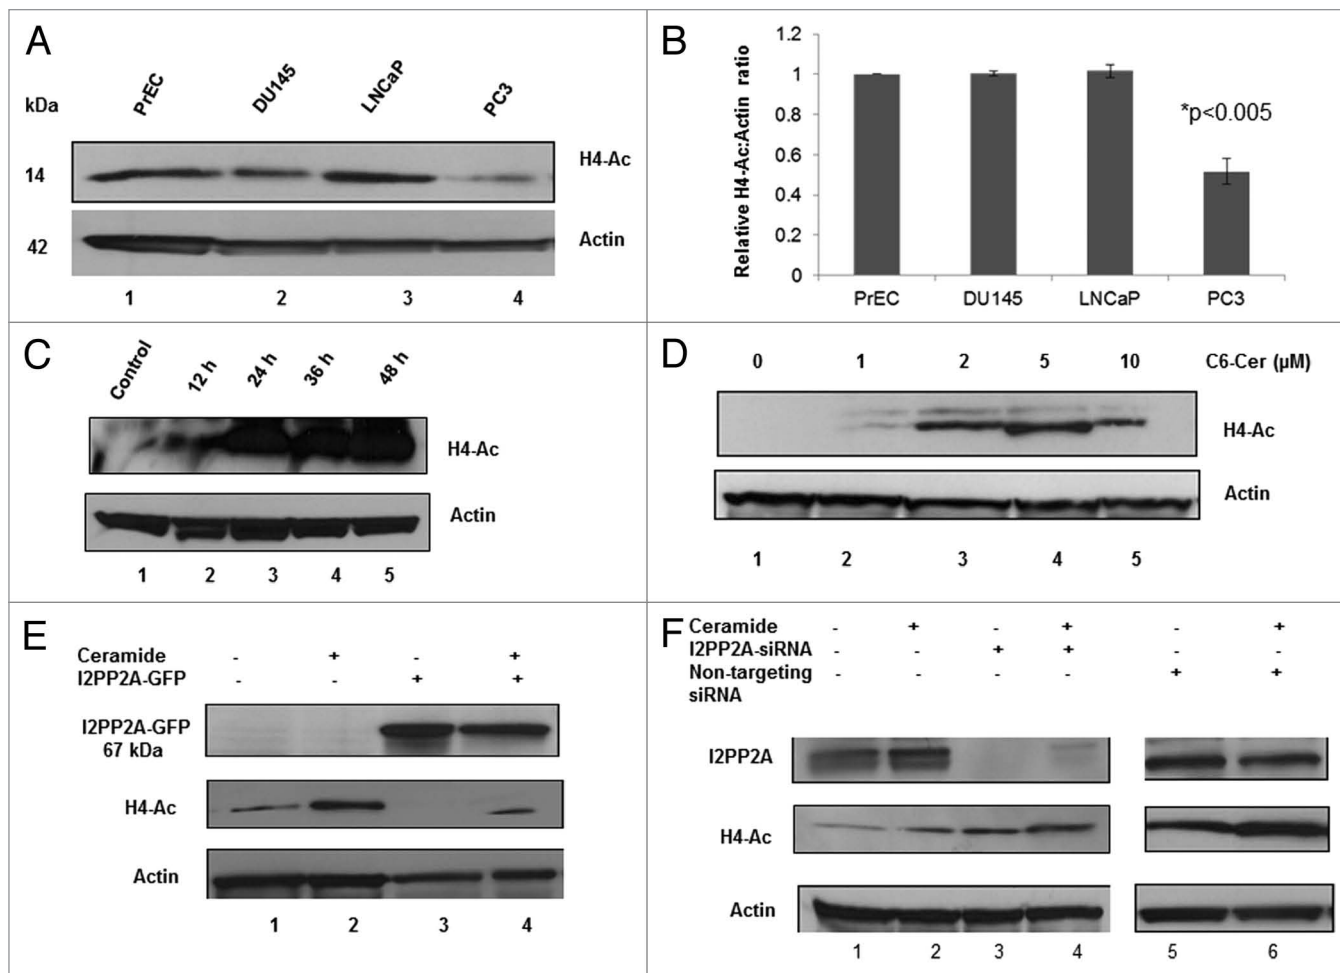 A
kDa
PrEC DU145 LNCaP PC3
14 H4-Ac
42 Actin
1 2 3 4
B
Relative H4-Ac:Actin ratio
1.2
1
0.8
0.6
0.4
0.2
0
*p<0.005
PrEC DU145 LNCaP PC3
C
Control 12 h 24 h 36 h 48 h
H4-Ac
Actin
1 2 3 4 5
D
0 1 2 5 10 C6-Cer (µM)
H4-Ac
Actin
1 2 3 4 5
E
Ceramide - + - +
I2PP2A-GFP - - + +
I2PP2A-GFP
67 kDa
H4-Ac
Actin
1 2 3 4
F
Ceramide - + - + - +
I2PP2A-siRNA - - + + - -
Non-targeting - - - - + +
siRNA
I2PP2A
H4-Ac
Actin
1 2 3 4 5 6